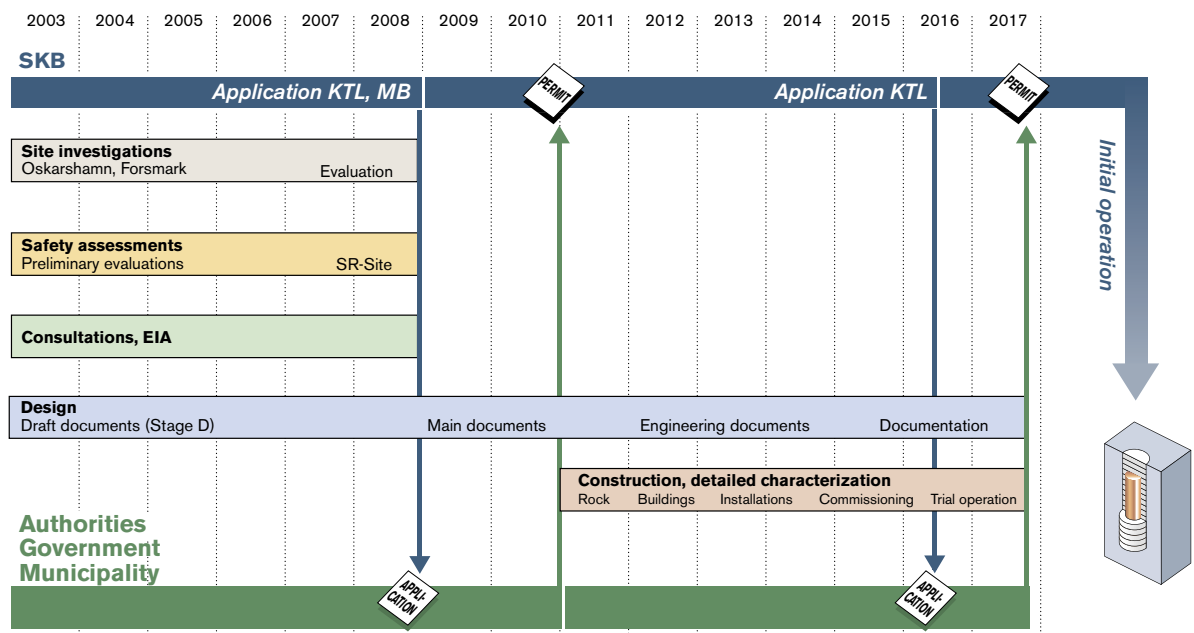 2003 2004 2005 2006 2007 2008 2009 2010 2011 2012 2013 2014 2015 2016 2017
SKB
Application KTL, MB
PERMIT
Application KTL
PERMIT
Initial operation
Site investigations
Oskarshamn, Forsmark
Evaluation
Safety assessments
Preliminary evaluations
SR-Site
Consultations, EIA
Design
Draft documents (Stage D)
Main documents
Engineering documents
Documentation
Construction, detailed characterization
Rock Buildings Installations Commissioning Trial operation
Authorities
Government
Municipality
APPLI-
CATION
APPLI-
CATION